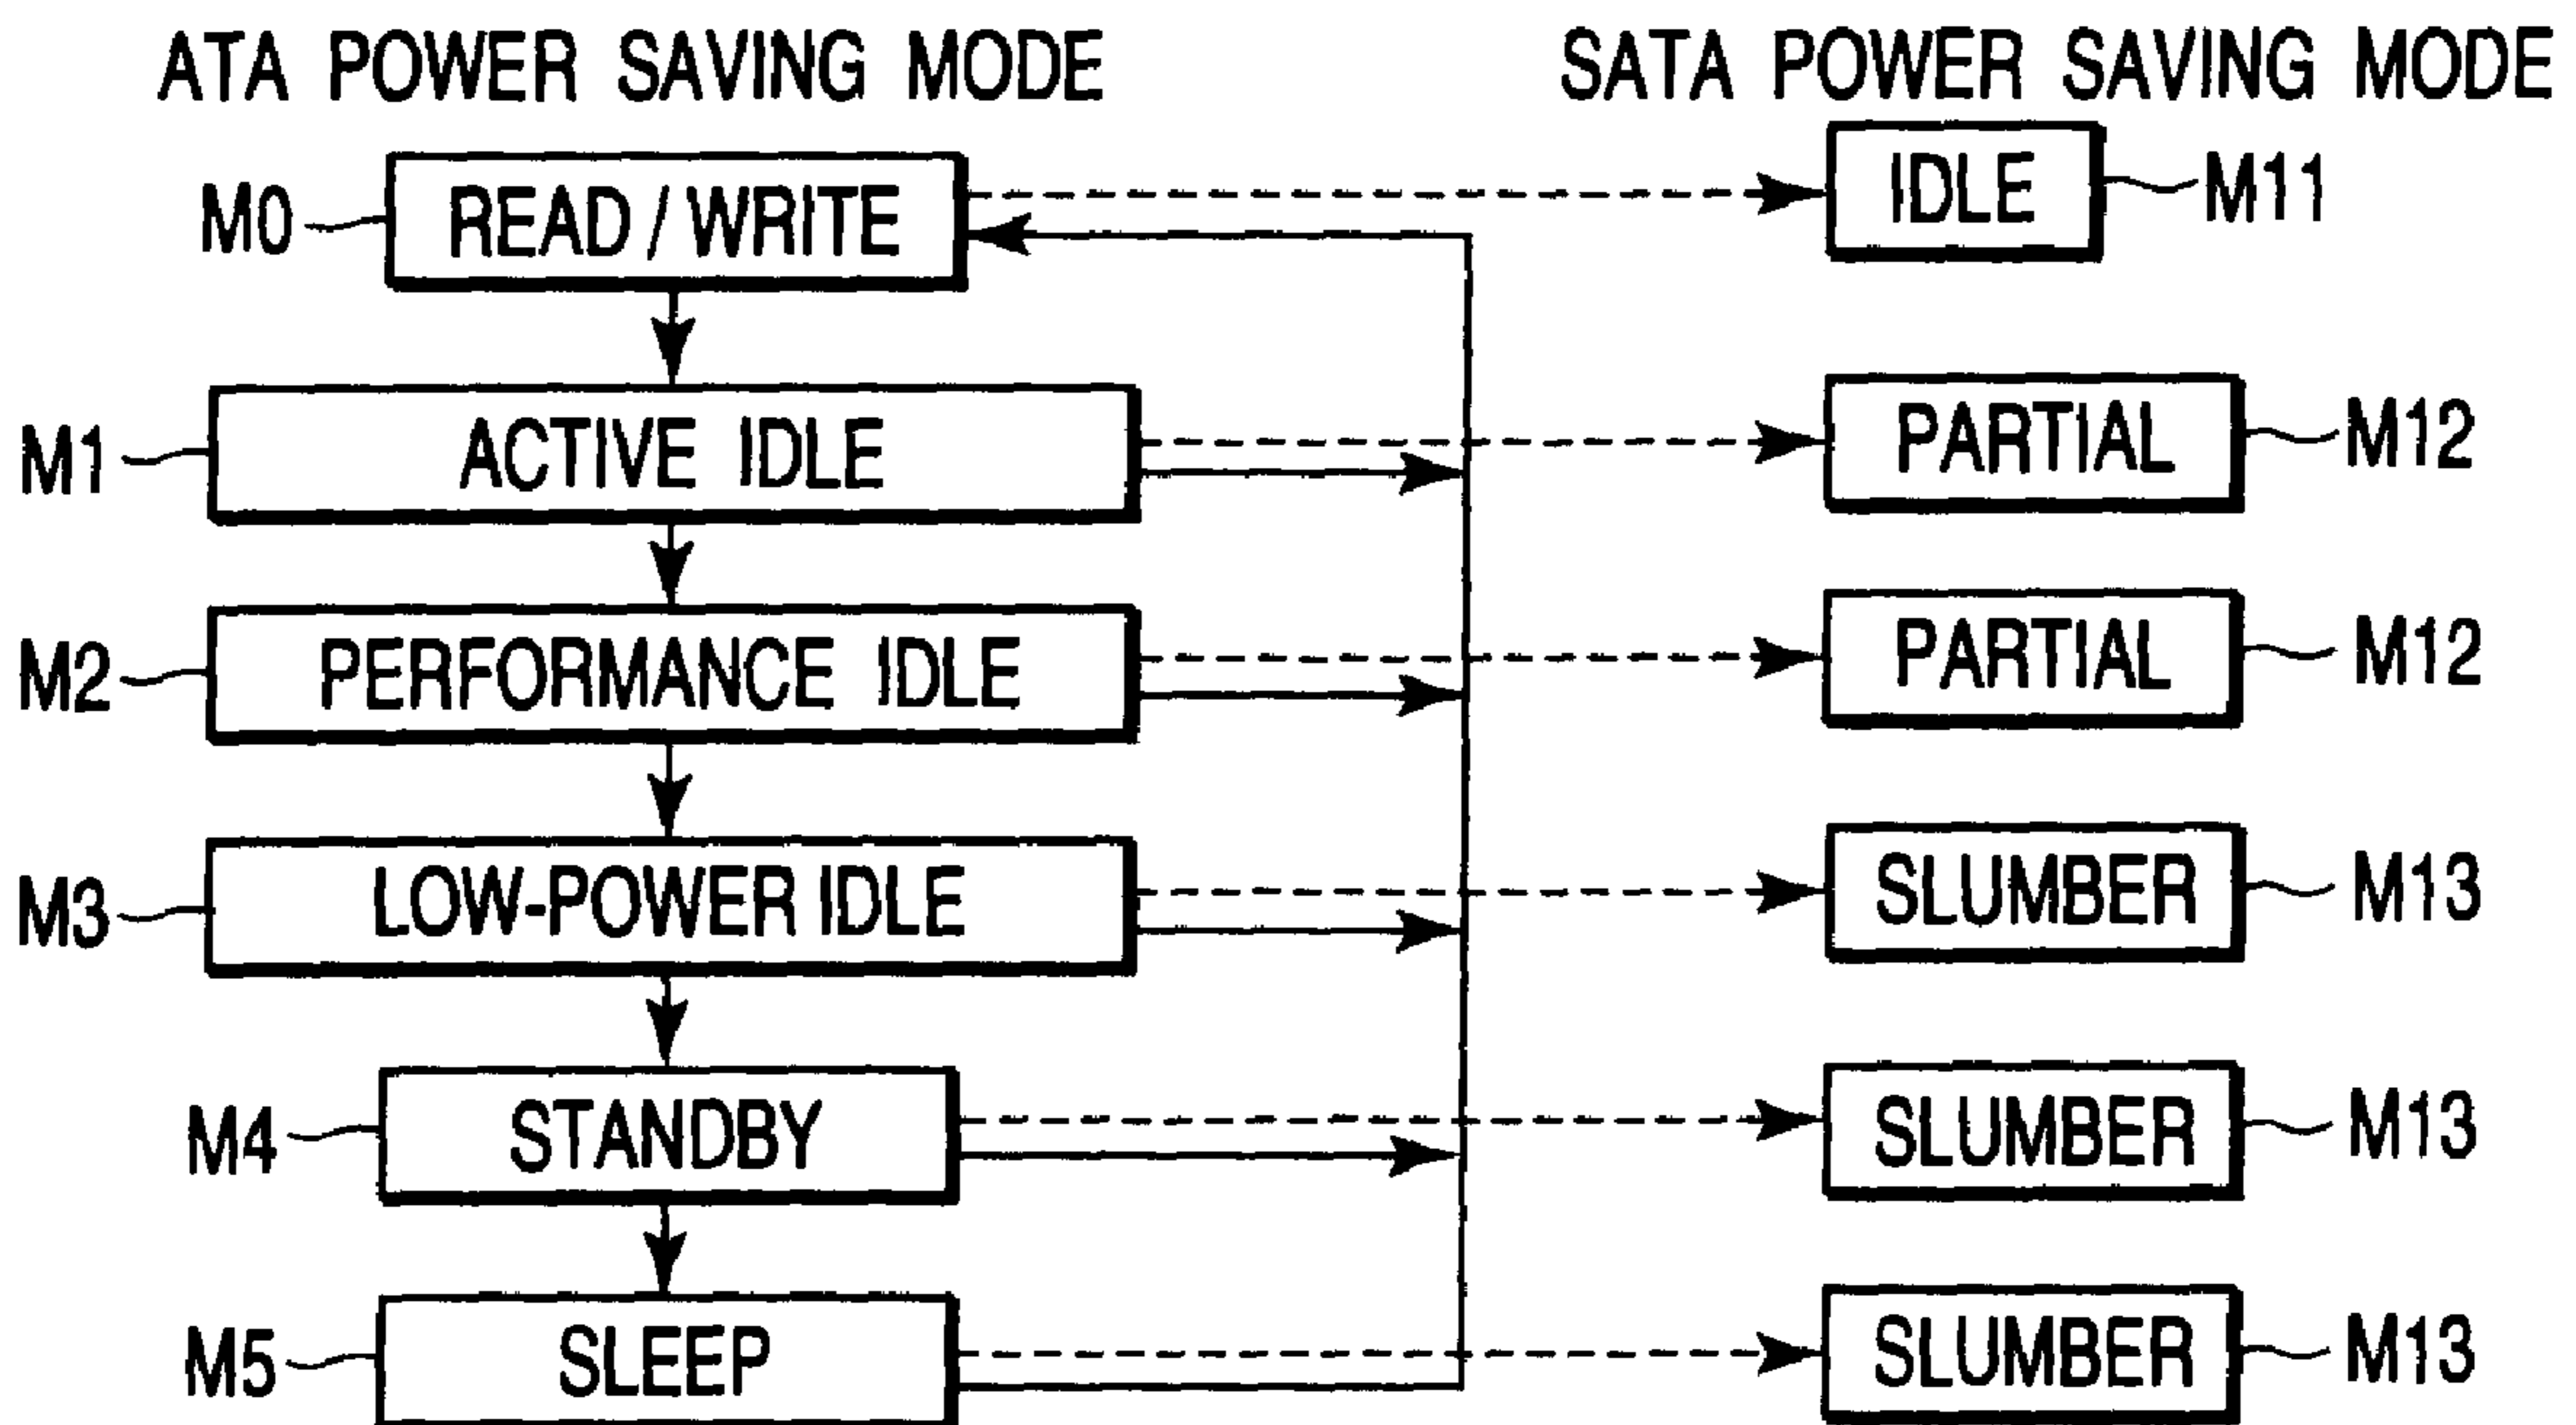 ATA POWER SAVING MODE
SATA POWER SAVING MODE
M0 READ / WRITE
IDLE M11
M1 ACTIVE IDLE
PARTIAL M12
M2 PERFORMANCE IDLE
PARTIAL M12
M3 LOW-POWER IDLE
SLUMBER M13
M4 STANDBY
SLUMBER M13
M5 SLEEP
SLUMBER M13